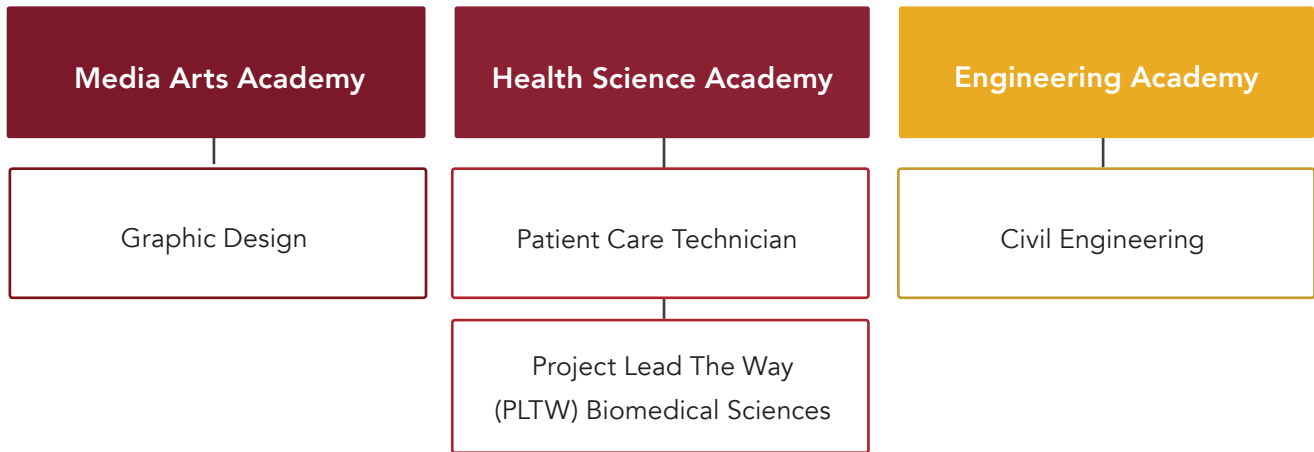 Media Arts Academy
Health Science Academy
Engineering Academy
Graphic Design
Patient Care Technician
Civil Engineering
Project Lead The Way
(PLTW) Biomedical Sciences